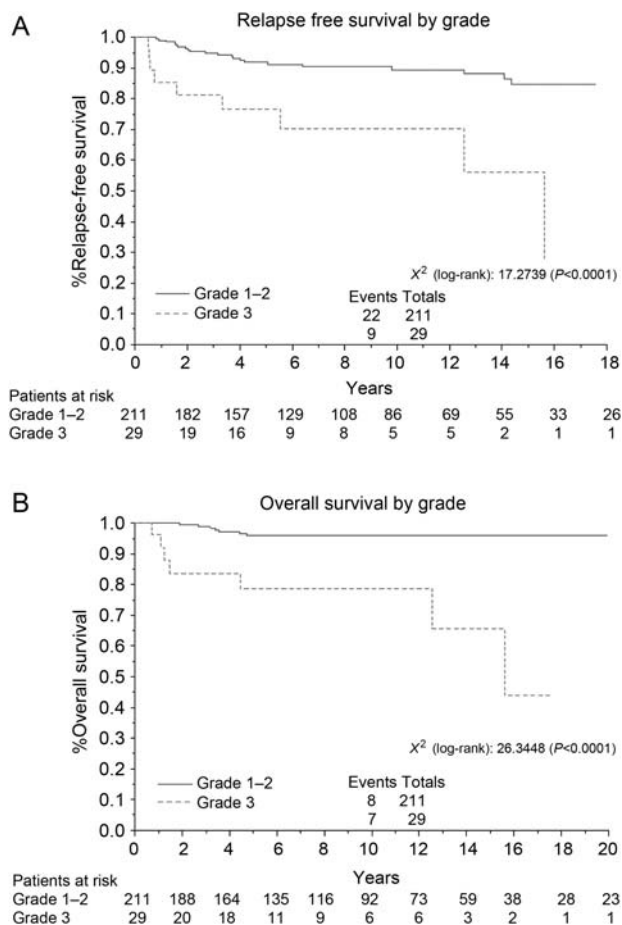 A
Relapse free survival by grade
%Relapse-free survival
1.0
0.9
0.8
0.7
0.6
0.5
0.4
0.3
0.2
0.1
0.0
X² (log-rank): 17.2739 (P<0.0001)
Grade 1–2
Grade 3
Events Totals
22 211
9 29
0 2 4 6 8 10 12 14 16 18
Years
Patients at risk
Grade 1–2 211 182 157 129 108 86 69 55 33 26
Grade 3 29 19 16 9 8 5 5 2 1 1
B
Overall survival by grade
%Overall survival
1.0
0.9
0.8
0.7
0.6
0.5
0.4
0.3
0.2
0.1
0.0
X² (log-rank): 26.3448 (P<0.0001)
Grade 1–2
Grade 3
Events Totals
8 211
7 29
0 2 4 6 8 10 12 14 16 18 20
Years
Patients at risk
Grade 1–2 211 188 164 135 116 92 73 59 38 28 23
Grade 3 29 20 18 11 9 6 6 3 2 1 1